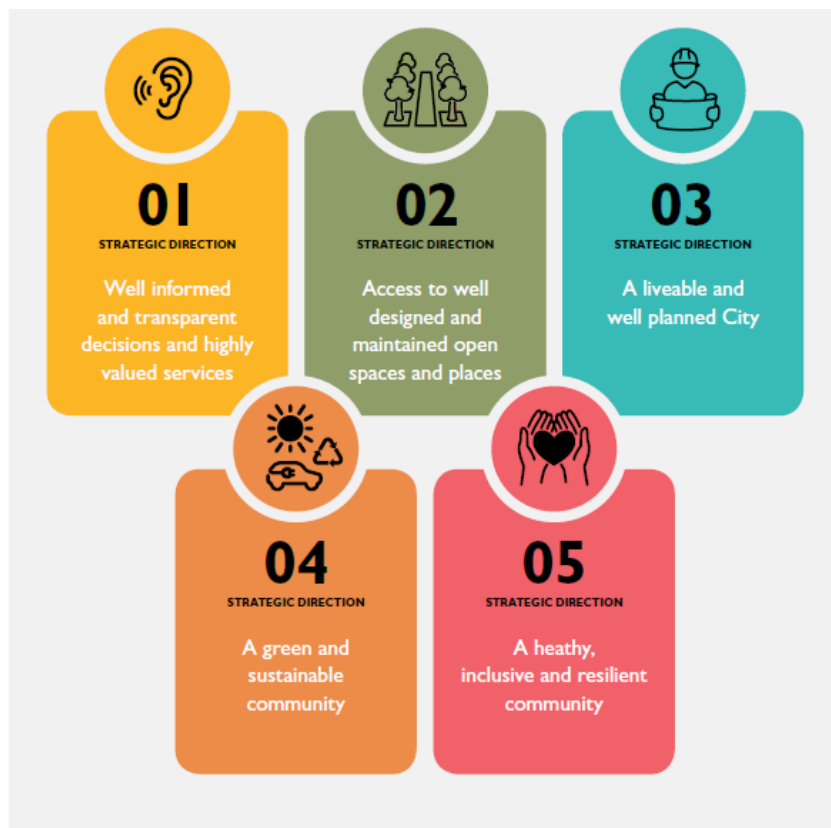 01
STRATEGIC DIRECTION
Well informed
and transparent
decisions and highly
valued services
02
STRATEGIC DIRECTION
Access to well
designed and
maintained open
spaces and places
03
STRATEGIC DIRECTION
A liveable and
well planned City
04
STRATEGIC DIRECTION
A green and
sustainable
community
05
STRATEGIC DIRECTION
A heathy,
inclusive and resilient
community